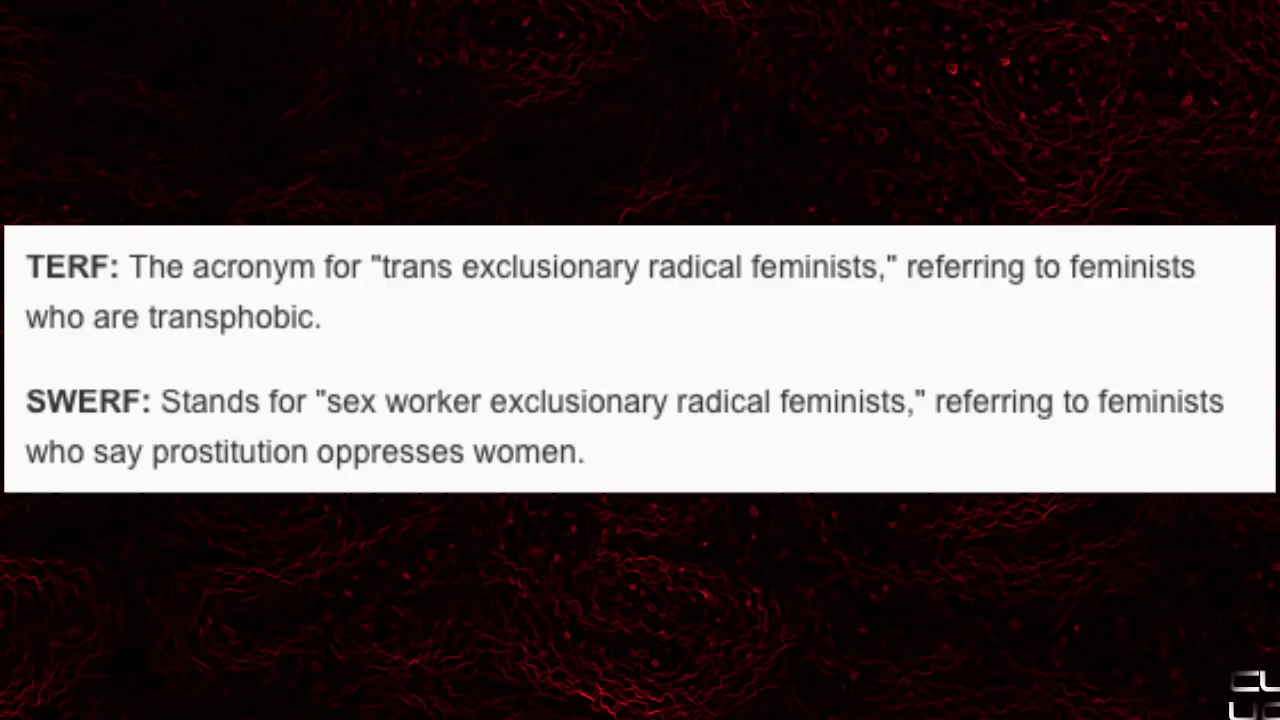 TERF: The acronym for "trans exclusionary radical feminists," referring to feminists
who are transphobic.
SWERF: Stands for "sex worker exclusionary radical feminists," referring to feminists
who say prostitution oppresses women.